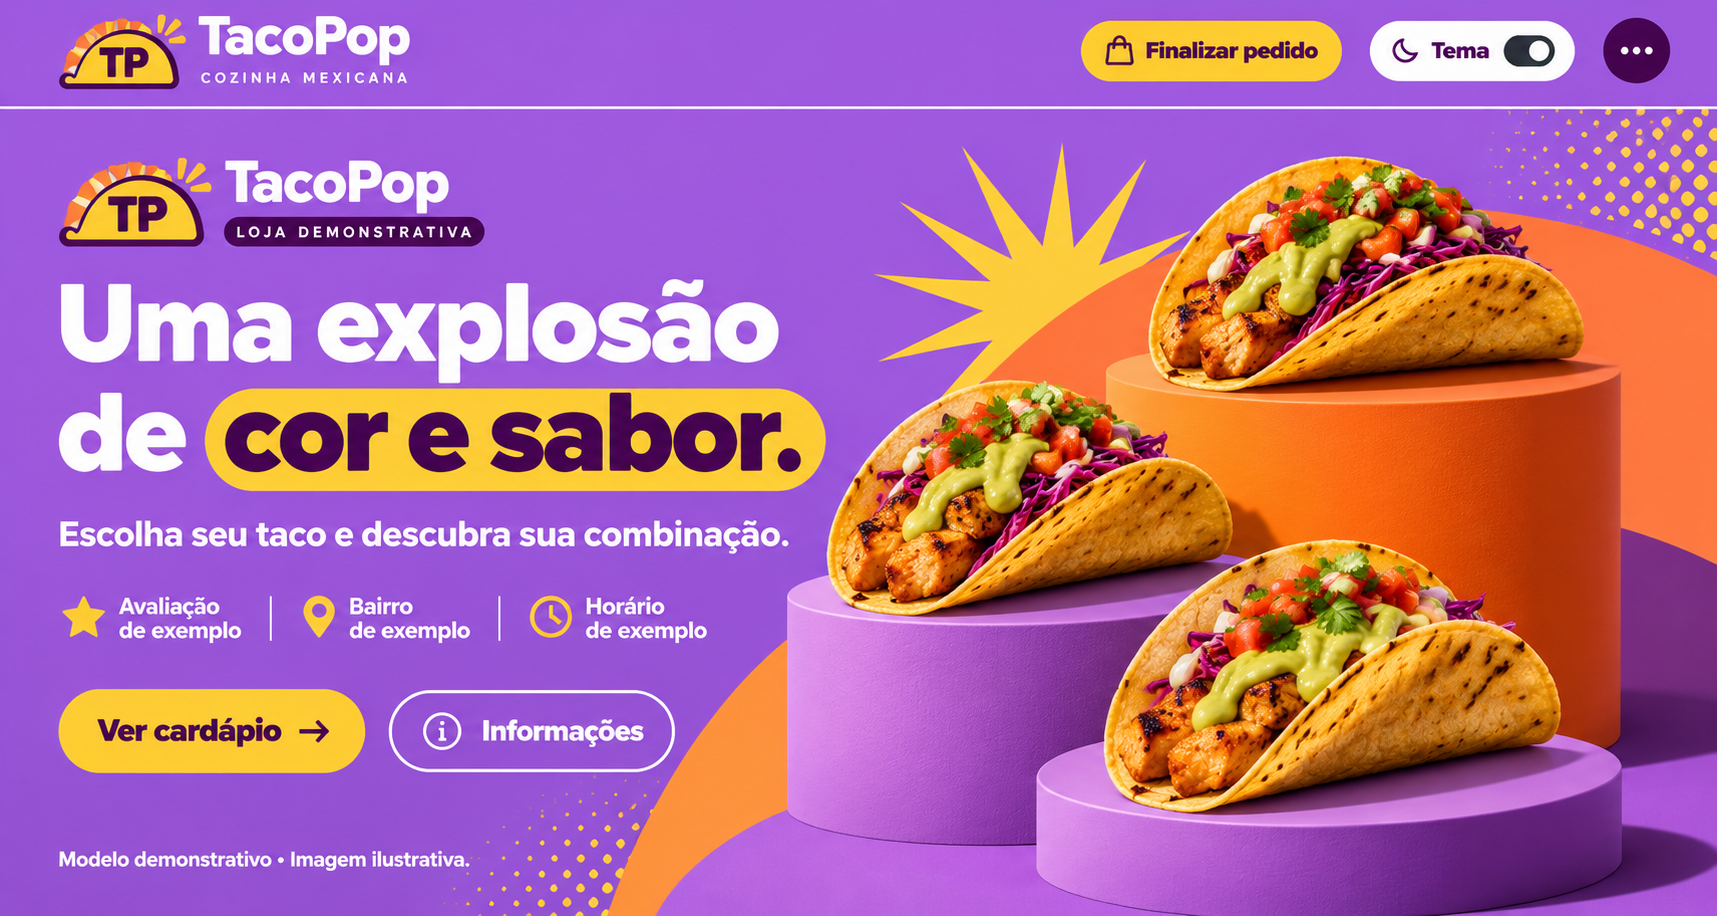 TP
TacoPop
COZINHA MEXICANA
Finalizar pedido
Tema
TP
TacoPop
LOJA DEMONSTRATIVA
Uma explosão
de cor e sabor.
Escolha seu taco e descubra sua combinação.
Avaliação
de exemplo
Bairro
de exemplo
Horário
de exemplo
Ver cardápio →
Informações
Modelo demonstrativo • Imagem ilustrativa.